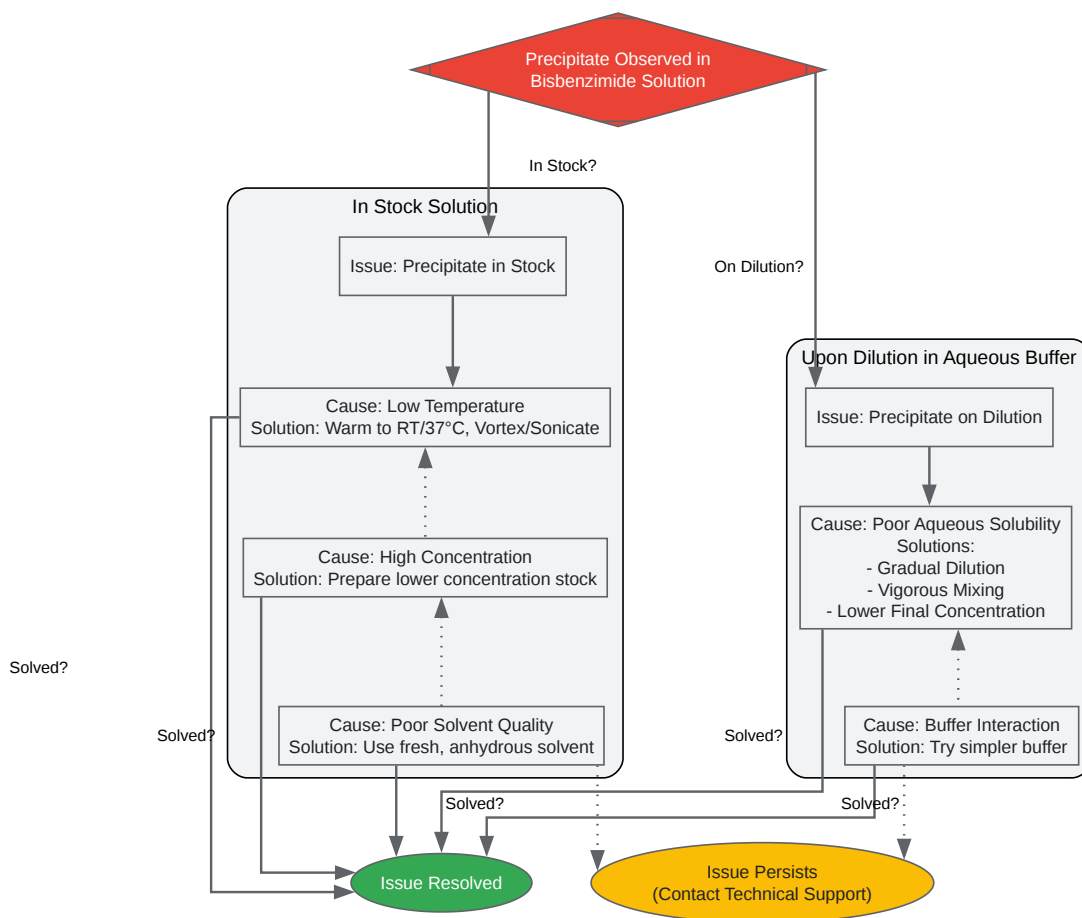 Precipitate Observed in
Bisbenzimide Solution
In Stock?
On Dilution?
In Stock Solution
Issue: Precipitate in Stock
Cause: Low Temperature
Solution: Warm to RT/37°C, Vortex/Sonicate
Cause: High Concentration
Solution: Prepare lower concentration stock
Cause: Poor Solvent Quality
Solution: Use fresh, anhydrous solvent
Upon Dilution in Aqueous Buffer
Issue: Precipitate on Dilution
Cause: Poor Aqueous Solubility
Solutions:
- Gradual Dilution
- Vigorous Mixing
- Lower Final Concentration
Cause: Buffer Interaction
Solution: Try simpler buffer
Solved?
Solved?
Solved?
Solved?
Solved?
Issue Resolved
Issue Persists
(Contact Technical Support)